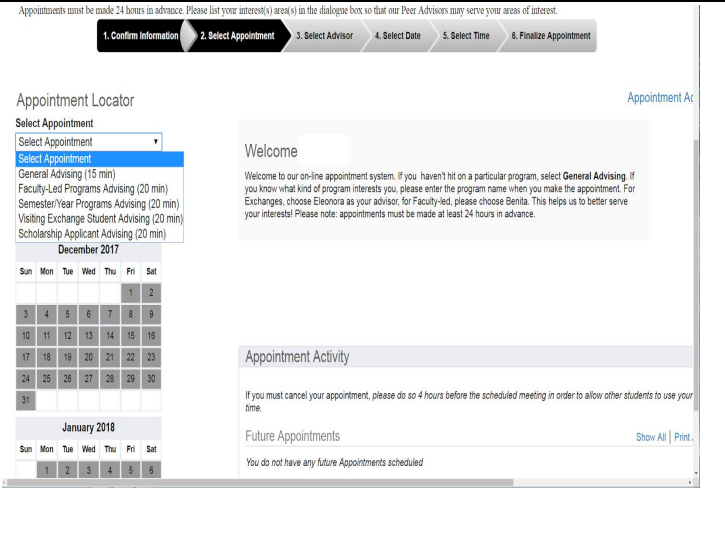 Appointments must be made 24 hours in advance. Please list your interest(s) area(s) in the dialogue box so that our Peer Advisors may serve your areas of interest.
1. Confirm Information 2. Select Appointment 3. Select Advisor 4. Select Date 5. Select Time 6. Finalize Appointment
Appointment Locator
Appointment Ac
Select Appointment
Select Appointment
Select Appointment
General Advising (15 min)
Faculty-Led Programs Advising (20 min)
Semester/Year Programs Advising (20 min)
Visiting Exchange Student Advising (20 min)
Scholarship Applicant Advising (20 min)
Welcome
Welcome to our on-line appointment system. If you haven't hit on a particular program, select General Advising. If
you know what kind of program interests you, please enter the program name when you make the appointment. For
Exchanges, choose Eleonora as your advisor, for Faculty-led, please choose Benita. This helps us to better serve
your interests! Please note: appointments must be made at least 24 hours in advance.
December 2017
Sun Mon Tue Wed Thu Fri Sat
1 2
3 4 5 6 7 8 9
10 11 12 13 14 15 16
17 18 19 20 21 22 23
24 25 26 27 28 29 30
31
January 2018
Sun Mon Tue Wed Thu Fri Sat
1 2 3 4 5 6
Appointment Activity
If you must cancel your appointment, please do so 4 hours before the scheduled meeting in order to allow other students to use your
time.
Future Appointments
Show All | Print
You do not have any future Appointments scheduled